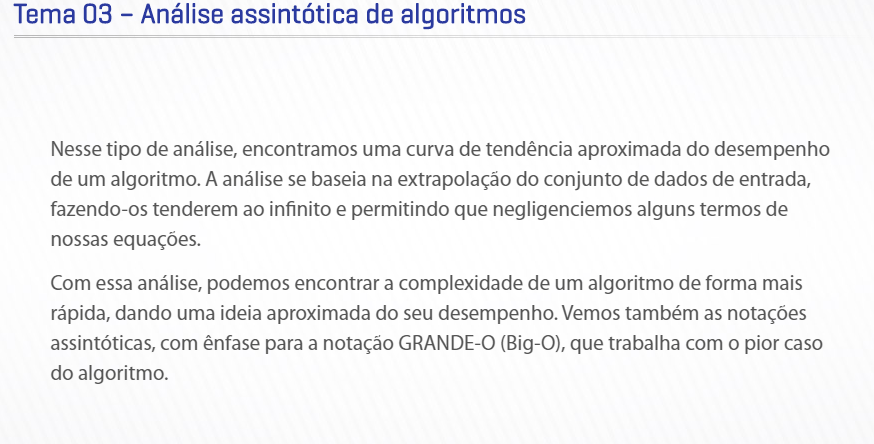 Tema 03 – Análise assintótica de algoritmos
Nesse tipo de análise, encontramos uma curva de tendência aproximada do desempenho
de um algoritmo. A análise se baseia na extrapolação do conjunto de dados de entrada,
fazendo-os tenderem ao infinito e permitindo que negligenciemos alguns termos de
nossas equações.
Com essa análise, podemos encontrar a complexidade de um algoritmo de forma mais
rápida, dando uma ideia aproximada do seu desempenho. Vemos também as notações
assintóticas, com ênfase para a notação GRANDE-O (Big-O), que trabalha com o pior caso
do algoritmo.